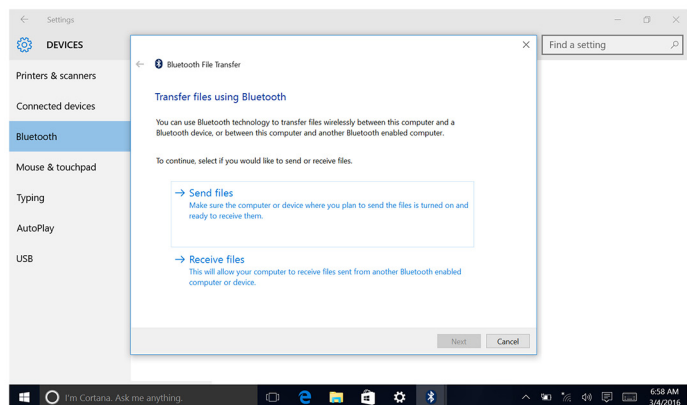 Settings
DEVICES
Find a setting
Printers & scanners
Connected devices
Bluetooth
Mouse & touchpad
Typing
AutoPlay
USB
Bluetooth File Transfer
Transfer files using Bluetooth
You can use Bluetooth technology to transfer files wirelessly between this computer and a
Bluetooth device, or between this computer and another Bluetooth enabled computer.
To continue, select if you would like to send or receive files.
Send files
Make sure the computer or device where you plan to send the files is turned on and
ready to receive them.
Receive files
This will allow your computer to receive files sent from another Bluetooth enabled
computer or device.
Next
Cancel
I'm Cortana. Ask me anything.
6:58 AM
3/4/2016